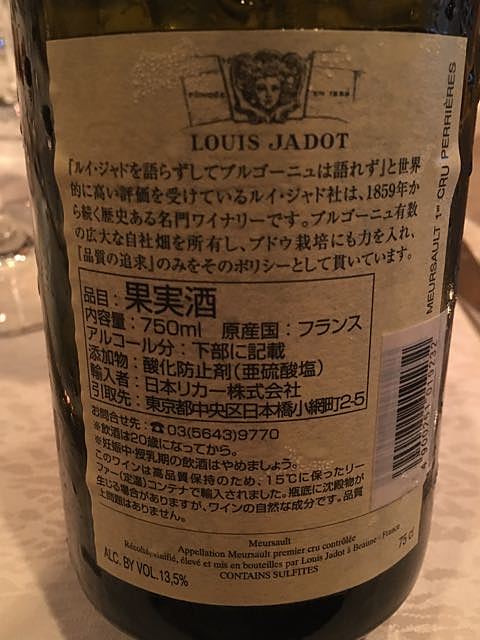 FONDÉE EN 1859
LOUIS JADOT
『ルイ・ジャドを語らずしてブルゴーニュは語れず』と世界
的に高い評価を受けているルイ・ジャド社は、1859年か
ら続く歴史ある名門ワイナリーです。ブルゴーニュ有数
の広大な自社畑を所有し、ブドウ栽培にも力を入れ、
『品質の追求』のみをそのポリシーとして貫いています。
品目：果実酒
内容量：750ml 原産国：フランス
アルコール分：下部に記載
添加物：酸化防止剤（亜硫酸塩）
輸入者：日本リカー株式会社
引取先：東京都中央区日本橋小網町2-5
お問合せ先：☎03(5643)9770
※飲酒は20歳になってから。
※妊娠中・授乳期の飲酒はやめましょう。
このワインは高品質保持のため、15℃に保ったリー
ファー(定温)コンテナで輸入されました。瓶底に沈殿物が
生じる場合がありますが、ワインの自然な成分です。品質
上問題はありません。
Meursault
Appellation Meursault premier cru contrôlée
Récolté, vinifié, élevé et mis en bouteilles par Louis Jadot à Beaune - France
CONTAINS SULFITES
ALC. BY VOL. 13,5%
75 cl
MEURSAULT 1er CRU PERRIÈRES